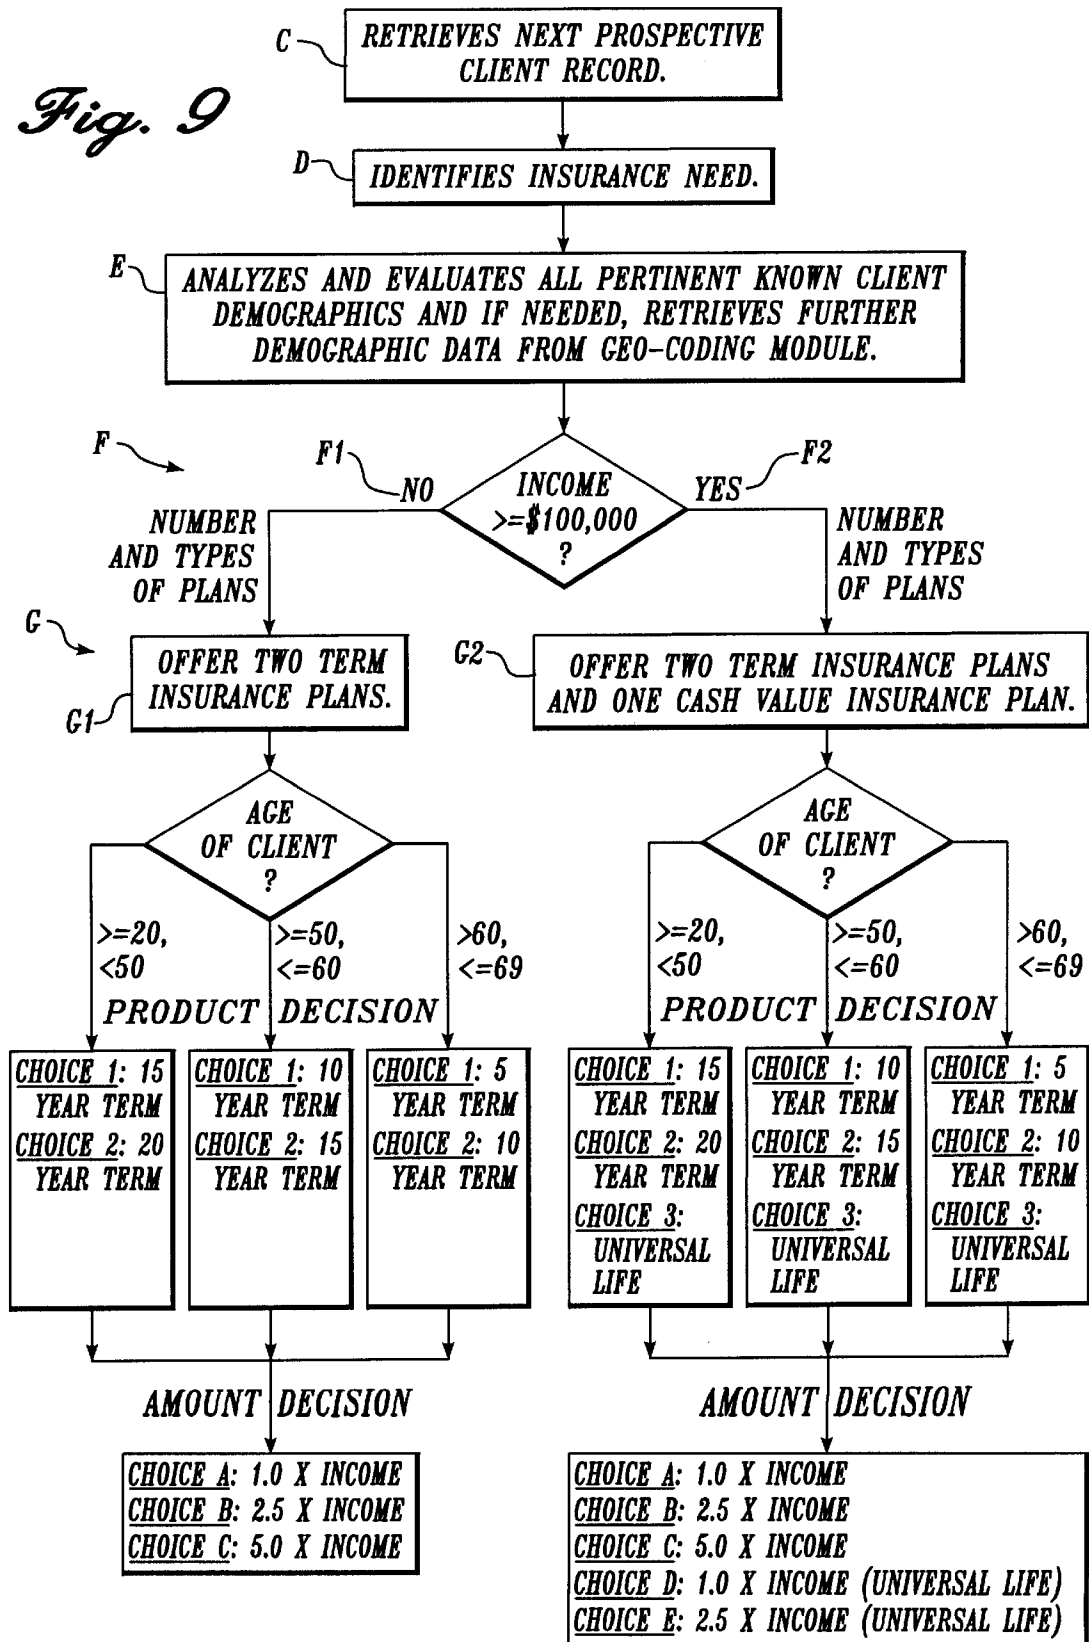 Fig. 9
C
RETRIEVES NEXT PROSPECTIVE
CLIENT RECORD.
D
IDENTIFIES INSURANCE NEED.
E
ANALYZES AND EVALUATES ALL PERTINENT KNOWN CLIENT
DEMOGRAPHICS AND IF NEEDED, RETRIEVES FURTHER
DEMOGRAPHIC DATA FROM GEO-CODING MODULE.
F
F1
NO
INCOME
>=$100,000
?
YES
F2
NUMBER
AND TYPES
OF PLANS
NUMBER
AND TYPES
OF PLANS
G
G1
OFFER TWO TERM
INSURANCE PLANS.
G2
OFFER TWO TERM INSURANCE PLANS
AND ONE CASH VALUE INSURANCE PLAN.
AGE
OF CLIENT
?
>=20,
<50
>=50,
<=60
>60,
<=69
PRODUCT DECISION
CHOICE 1: 15
YEAR TERM
CHOICE 2: 20
YEAR TERM
CHOICE 1: 10
YEAR TERM
CHOICE 2: 15
YEAR TERM
CHOICE 1: 5
YEAR TERM
CHOICE 2: 10
YEAR TERM
AMOUNT DECISION
CHOICE A: 1.0 X INCOME
CHOICE B: 2.5 X INCOME
CHOICE C: 5.0 X INCOME
AGE
OF CLIENT
?
>=20,
<50
>=50,
<=60
>60,
<=69
PRODUCT DECISION
CHOICE 1: 15
YEAR TERM
CHOICE 2: 20
YEAR TERM
CHOICE 3:
UNIVERSAL
LIFE
CHOICE 1: 10
YEAR TERM
CHOICE 2: 15
YEAR TERM
CHOICE 3:
UNIVERSAL
LIFE
CHOICE 1: 5
YEAR TERM
CHOICE 2: 10
YEAR TERM
CHOICE 3:
UNIVERSAL
LIFE
AMOUNT DECISION
CHOICE A: 1.0 X INCOME
CHOICE B: 2.5 X INCOME
CHOICE C: 5.0 X INCOME
CHOICE D: 1.0 X INCOME (UNIVERSAL LIFE)
CHOICE E: 2.5 X INCOME (UNIVERSAL LIFE)